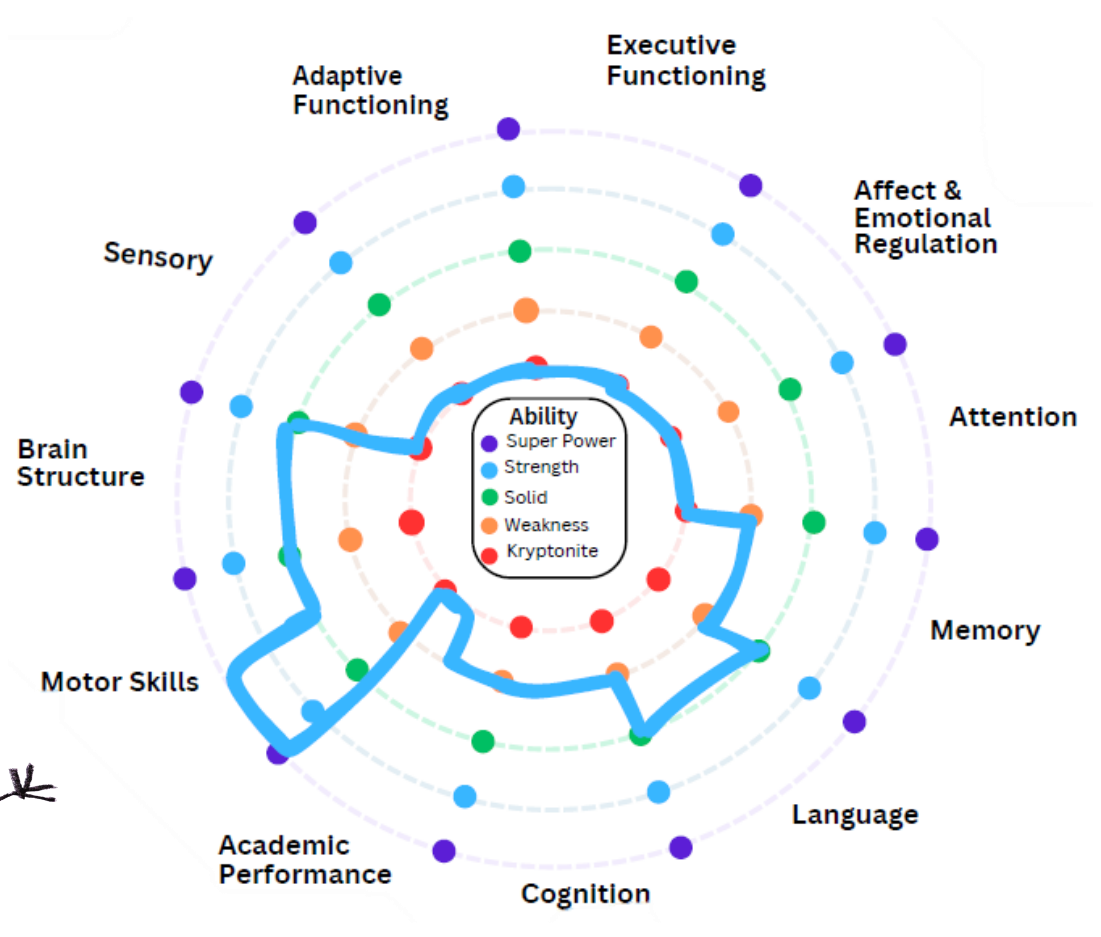 Executive
Functioning
Adaptive
Functioning
Affect &
Emotional
Regulation
Sensory
Attention
Ability
Super Power
Strength
Solid
Weakness
Kryptonite
Brain
Structure
Memory
Motor Skills
Language
Academic
Performance
Cognition